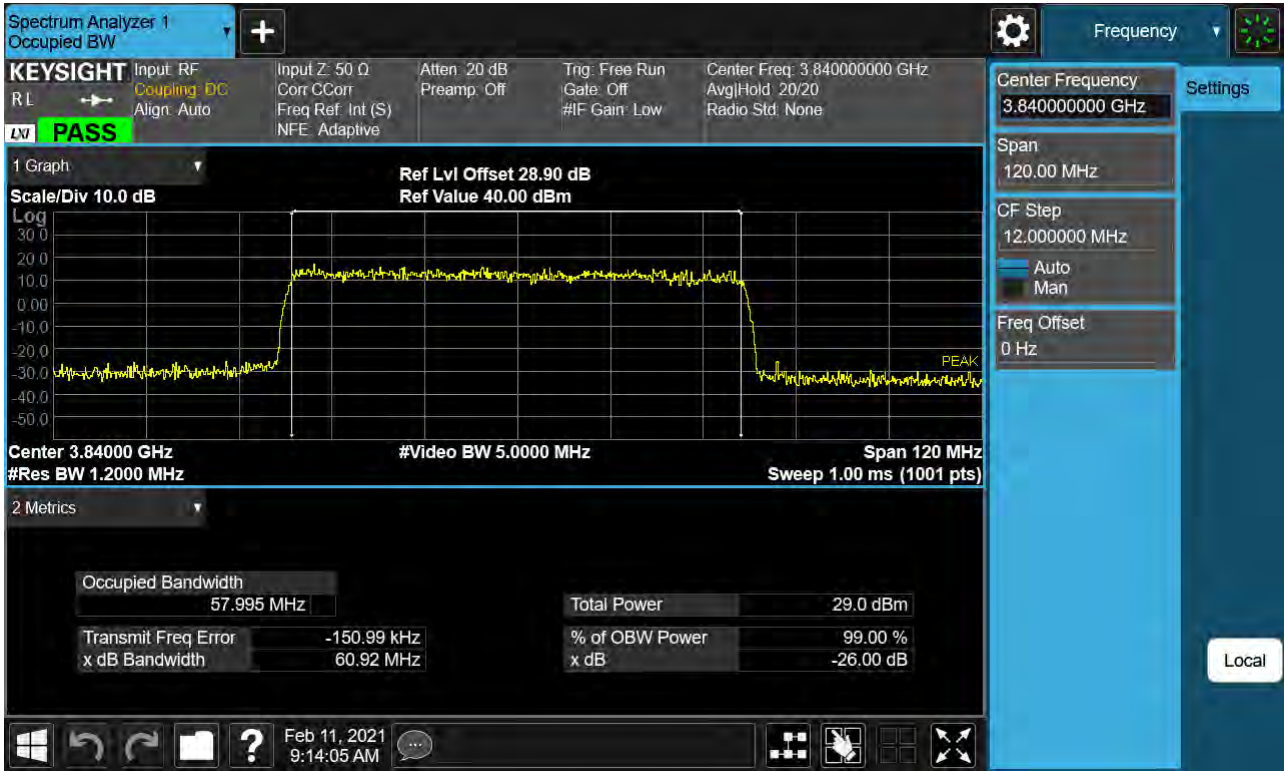 Spectrum Analyzer 1
Occupied BW
+
Frequency
KEYSIGHT
RL
LXI PASS
Input: RF
Coupling: DC
Align: Auto
Input Z: 50 Ω
Corr CCorr
Freq Ref: Int (S)
NFE: Adaptive
Atten: 20 dB
Preamp: Off
Trig: Free Run
Gate: Off
#IF Gain: Low
Center Freq: 3.840000000 GHz
Avg|Hold: 20/20
Radio Std: None
1 Graph
Scale/Div 10.0 dB
Ref Lvl Offset 28.90 dB
Ref Value 40.00 dBm
Log
30.0
20.0
10.0
0.00
-10.0
-20.0
-30.0
-40.0
-50.0
PEAK
Center 3.84000 GHz
#Video BW 5.0000 MHz
Span 120 MHz
#Res BW 1.2000 MHz
Sweep 1.00 ms (1001 pts)
2 Metrics
Occupied Bandwidth
57.995 MHz
Transmit Freq Error -150.99 kHz
x dB Bandwidth 60.92 MHz
Total Power 29.0 dBm
% of OBW Power 99.00 %
x dB -26.00 dB
Center Frequency
3.840000000 GHz
Span
120.00 MHz
CF Step
12.000000 MHz
Auto
Man
Freq Offset
0 Hz
Settings
Local
?
Feb 11, 2021
9:14:05 AM